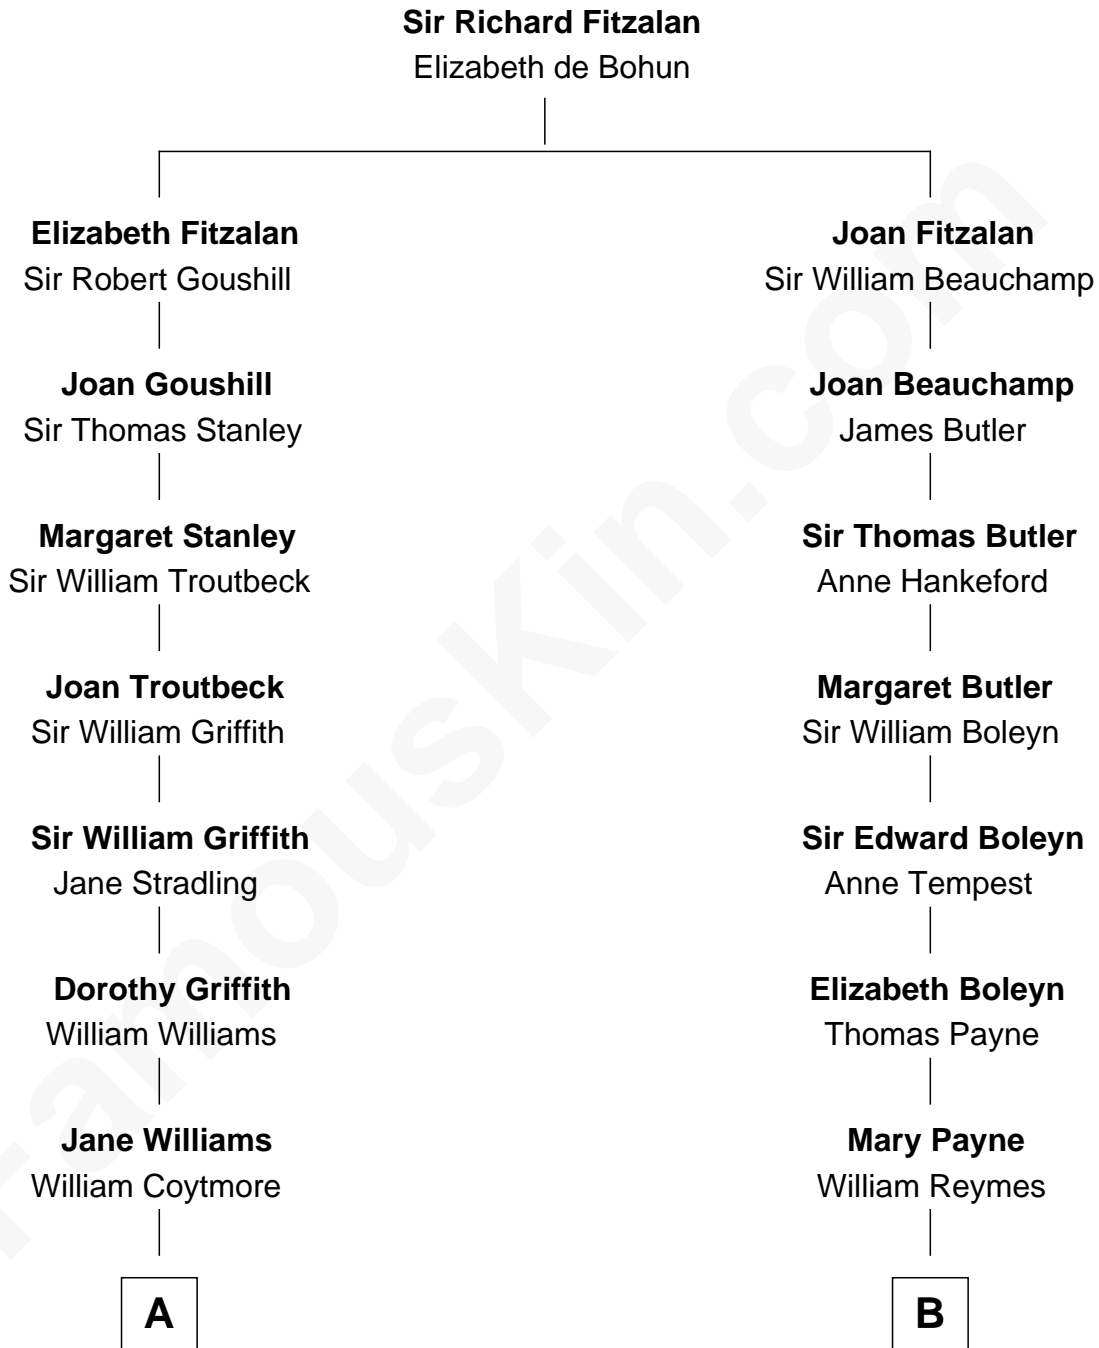 Sir Richard Fitzalan
Elizabeth de Bohun
Elizabeth Fitzalan
Sir Robert Goushill
Joan Fitzalan
Sir William Beauchamp
Joan Goushill
Sir Thomas Stanley
Joan Beauchamp
James Butler
Margaret Stanley
Sir William Troutbeck
Sir Thomas Butler
Anne Hankeford
Joan Troutbeck
Sir William Griffith
Margaret Butler
Sir William Boleyn
Sir William Griffith
Jane Stradling
Sir Edward Boleyn
Anne Tempest
Dorothy Griffith
William Williams
Elizabeth Boleyn
Thomas Payne
Jane Williams
William Coytmore
Mary Payne
William Reymes
A
B
FamousKin.com